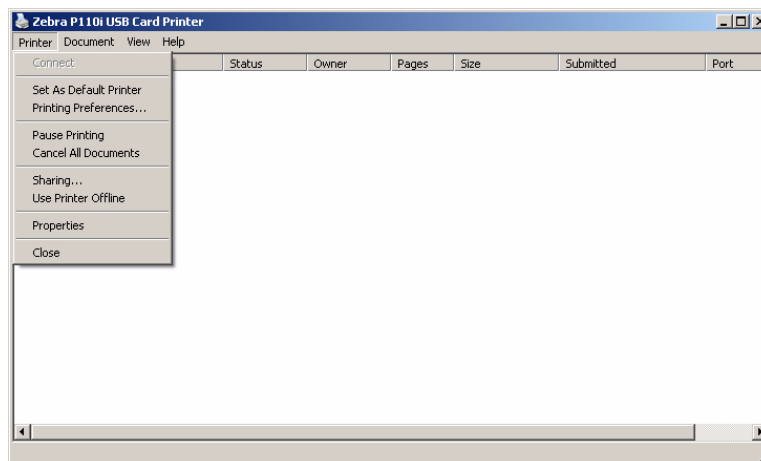 Zebra P110i USB Card Printer
Printer Document View Help
Status Owner Pages Size Submitted Port
Connect
Set As Default Printer
Printing Preferences...
Pause Printing
Cancel All Documents
Sharing...
Use Printer Offline
Properties
Close